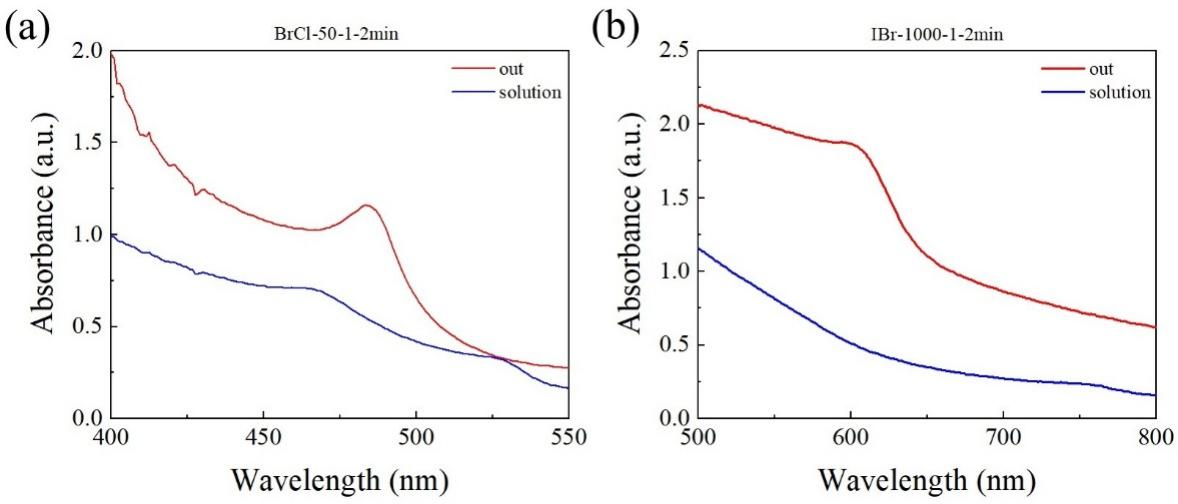 (a)
BrCl-50-1-2min
out
solution
Absorbance (a.u.)
2.0
1.5
1.0
0.5
0.0
400
450
500
550
Wavelength (nm)
(b)
IBr-1000-1-2min
out
solution
Absorbance (a.u.)
2.5
2.0
1.5
1.0
0.5
0.0
500
600
700
800
Wavelength (nm)